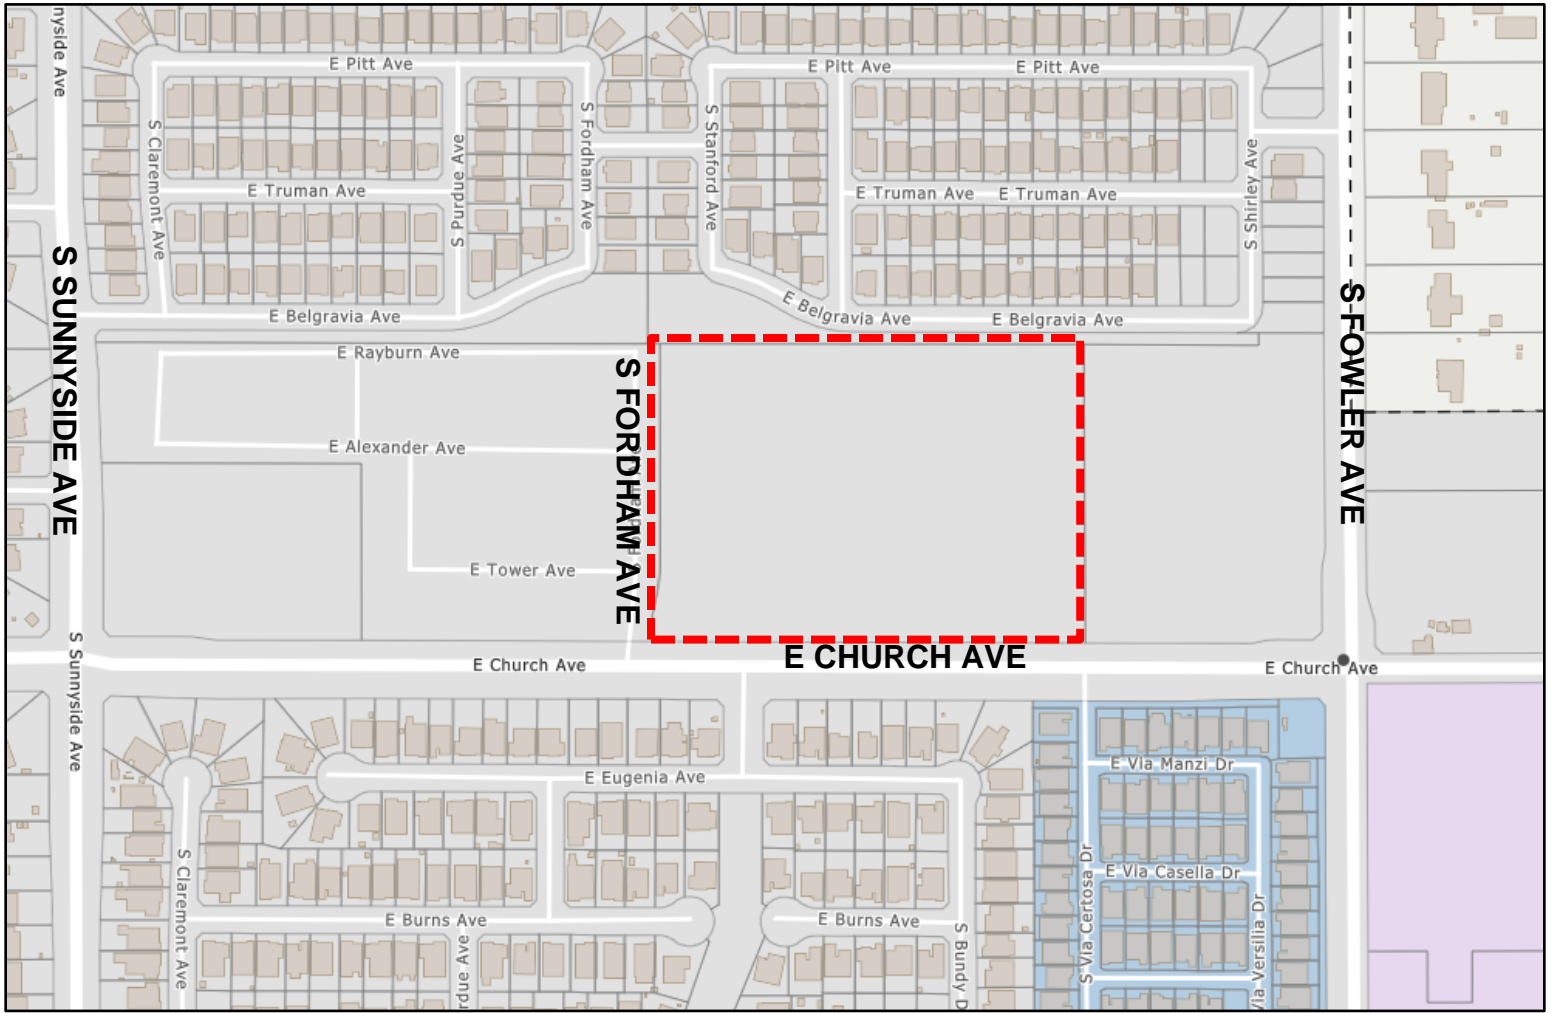 nyside Ave
E Pitt Ave
E Pitt Ave
E Pitt Ave
S Claremont Ave
S Purdue Ave
S Fordham Ave
S Stanford Ave
S Shirley Ave
E Truman Ave
E Truman Ave
E Truman Ave
S SUNNYSIDE AVE
E Belgravia Ave
E Belgravia Ave
E Belgravia Ave
S FOWLER AVE
E Rayburn Ave
S FORDHAM AVE
E Alexander Ave
E Tower Ave
S Sunnyside Ave
E Church Ave
E CHURCH AVE
E Church Ave
E Via Manzi Dr
E Eugenia Ave
S Claremont Ave
S Via Certosa Dr
E Via Casella Dr
Via Versilia Dr
E Burns Ave
E Burns Ave
rdue Ave
S Bundy D